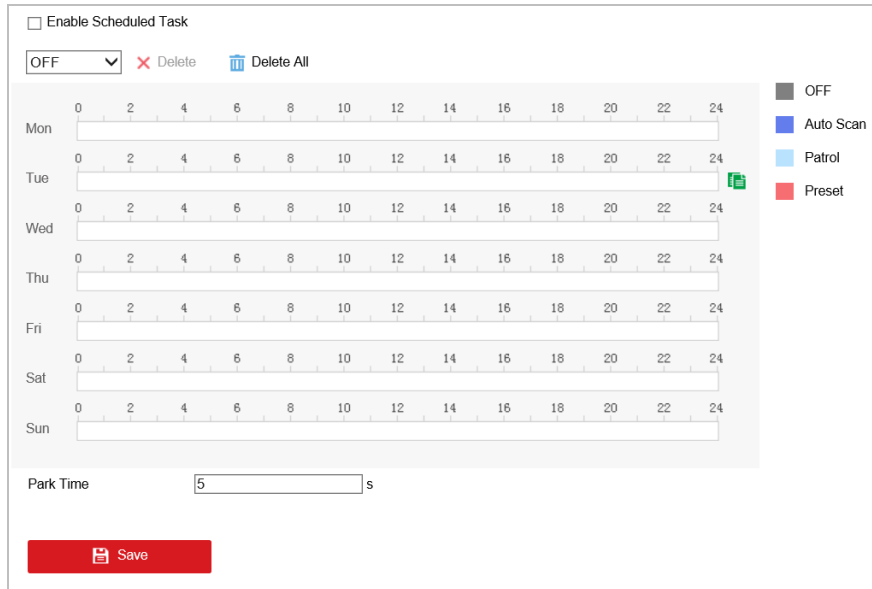 Enable Scheduled Task
OFF Delete Delete All
OFF
Auto Scan
Patrol
Preset
0 2 4 6 8 10 12 14 16 18 20 22 24
Mon
0 2 4 6 8 10 12 14 16 18 20 22 24
Tue
0 2 4 6 8 10 12 14 16 18 20 22 24
Wed
0 2 4 6 8 10 12 14 16 18 20 22 24
Thu
0 2 4 6 8 10 12 14 16 18 20 22 24
Fri
0 2 4 6 8 10 12 14 16 18 20 22 24
Sat
0 2 4 6 8 10 12 14 16 18 20 22 24
Sun
Park Time 5 s
Save